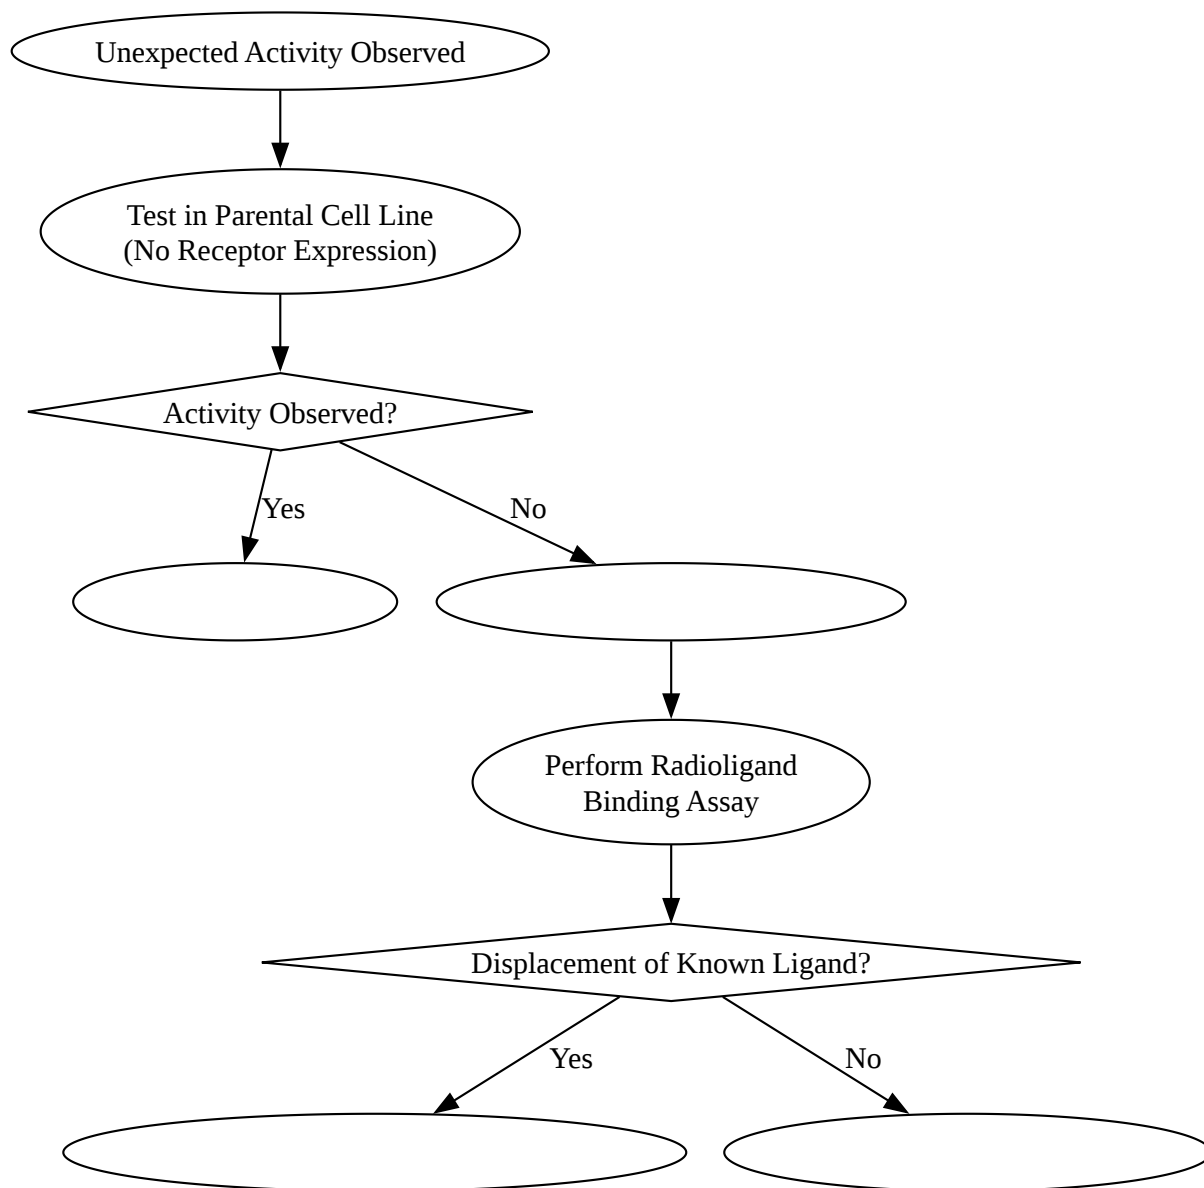 Unexpected Activity Observed
Test in Parental Cell Line
(No Receptor Expression)
Activity Observed?
Yes
No
Perform Radioligand
Binding Assay
Displacement of Known Ligand?
Yes
No